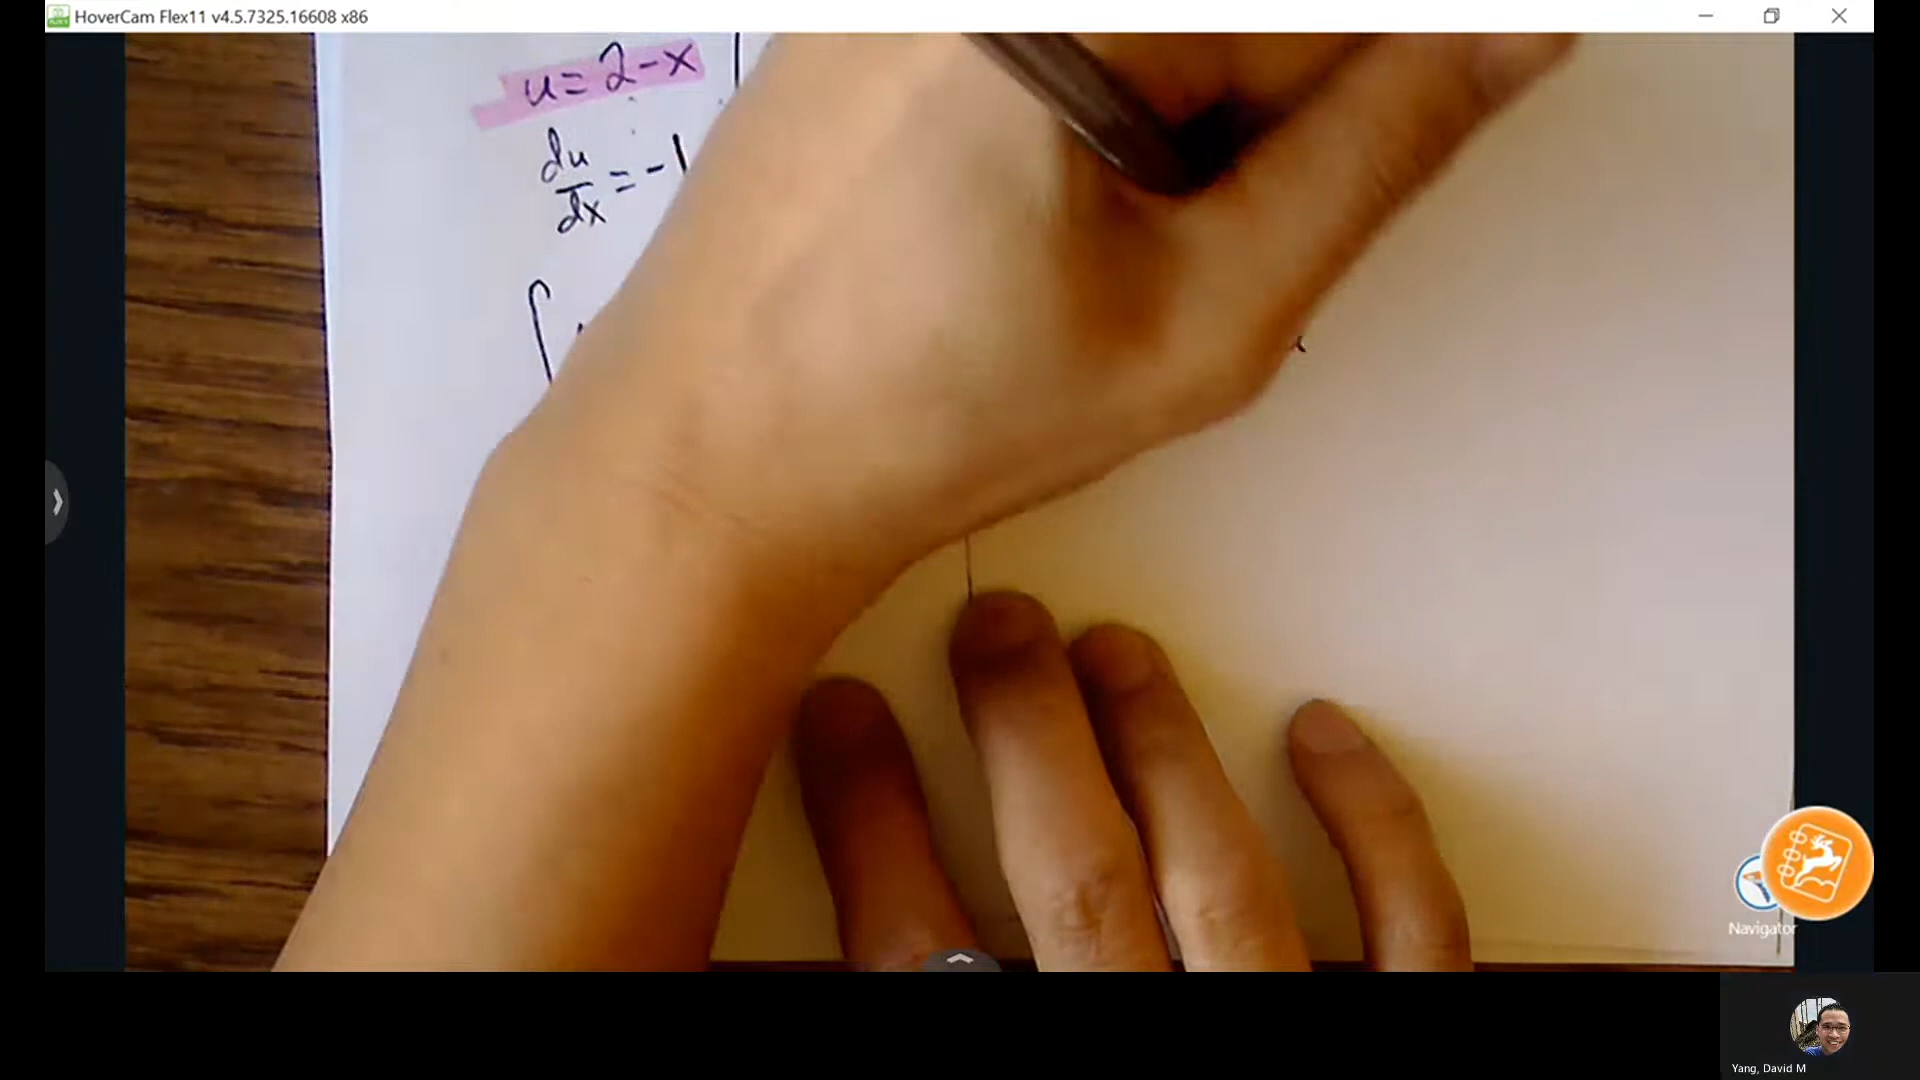 HoverCam Flex11 v4.5.7325.16608 x86
u = 2 - x
du/dx = -1
∫
Navigator
Yang, David M